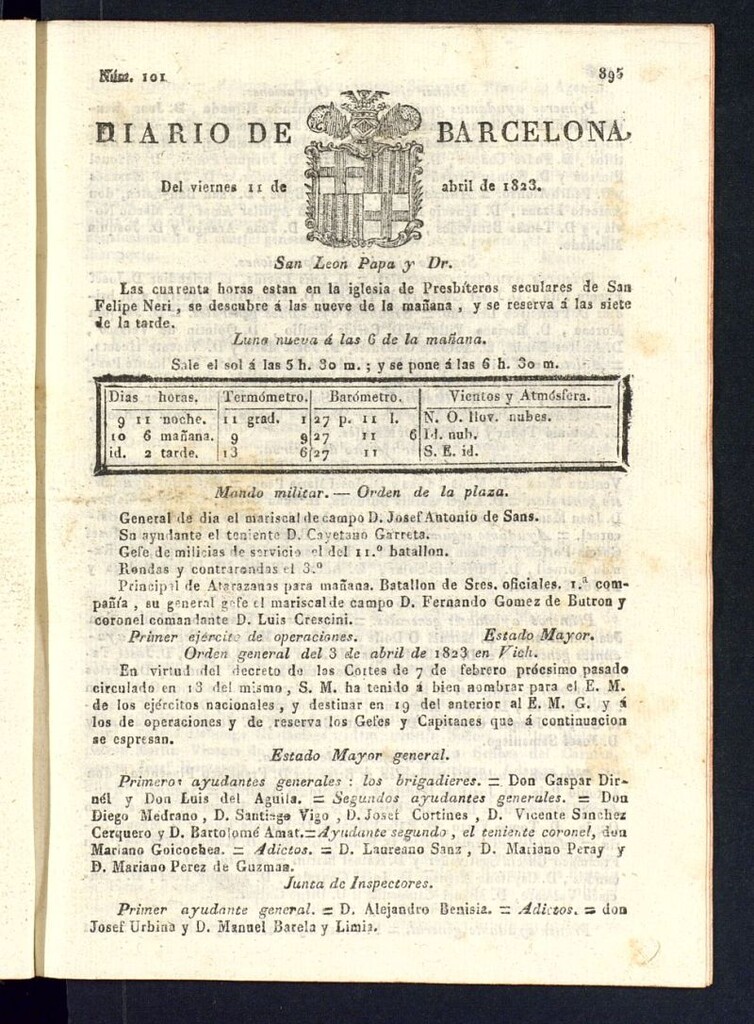 Núm. 101 895
DIARIO DE BARCELONA,
Del viernes 11 de abril de 1823.
San Leon Papa y Dr.
Las cuarenta horas estan en la iglesia de Presbíteros seculares de San
Felipe Neri, se descubre á las nueve de la mañana, y se reserva á las siete
de la tarde.
Luna nueva á las 6 de la mañana.
Sale el sol á las 5 h. 30 m.; y se pone á las 6 h. 30 m.
Dias horas. Termómetro. Barómetro. Vientos y Atmósfera.
9 11 noche. 11 grad. 1 27 p. 11 l. N. O. llov. nubes.
10 6 mañana. 9 9 27 11 6 Id. nub.
id. 2 tarde. 13 6 27 11 S. E. id.
Mando militar. — Orden de la plaza.
General de dia el mariscal de campo D. Josef Antonio de Sans.
Su ayudante el teniente D. Cayetano Garreta.
Gefe de milicias de servicio el del 11.º batallon.
Rondas y contrarondas el 3.º
Principal de Atarazanas para mañana. Batallon de Sres. oficiales. 1.ª com-
pañía, su general gefe el mariscal de campo D. Fernando Gomez de Butron y
coronel comandante D. Luis Crescini.
Primer ejército de operaciones. Estado Mayor.
Orden general del 3 de abril de 1823 en Vich.
En virtud del decreto de las Cortes de 7 de febrero prócsimo pasado
circulado en 13 del mismo, S. M. ha tenido á bien nombrar para el E. M.
de los ejércitos nacionales, y destinar en 19 del anterior al E. M. G. y á
los de operaciones y de reserva los Gefes y Capitanes que á continuacion
se espresan.
Estado Mayor general.
Primeros ayudantes generales: los brigadieres. = Don Gaspar Dir-
nél y Don Luis del Aguila. = Segundos ayudantes generales. = Don
Diego Medrano, D. Santiago Vigo, D. Josef Cortines, D. Vicente Sanchez
Cerquero y D. Bartolomé Amat. = Ayudante segundo, el teniente coronel, don
Mariano Goicochea. = Adictos. = D. Laureano Sanz, D. Mariano Peray y
D. Mariano Perez de Guzman.
Junta de Inspectores.
Primer ayudante general. = D. Alejandro Benisia. = Adictos. = don
Josef Urbina y D. Manuel Barela y Limia.